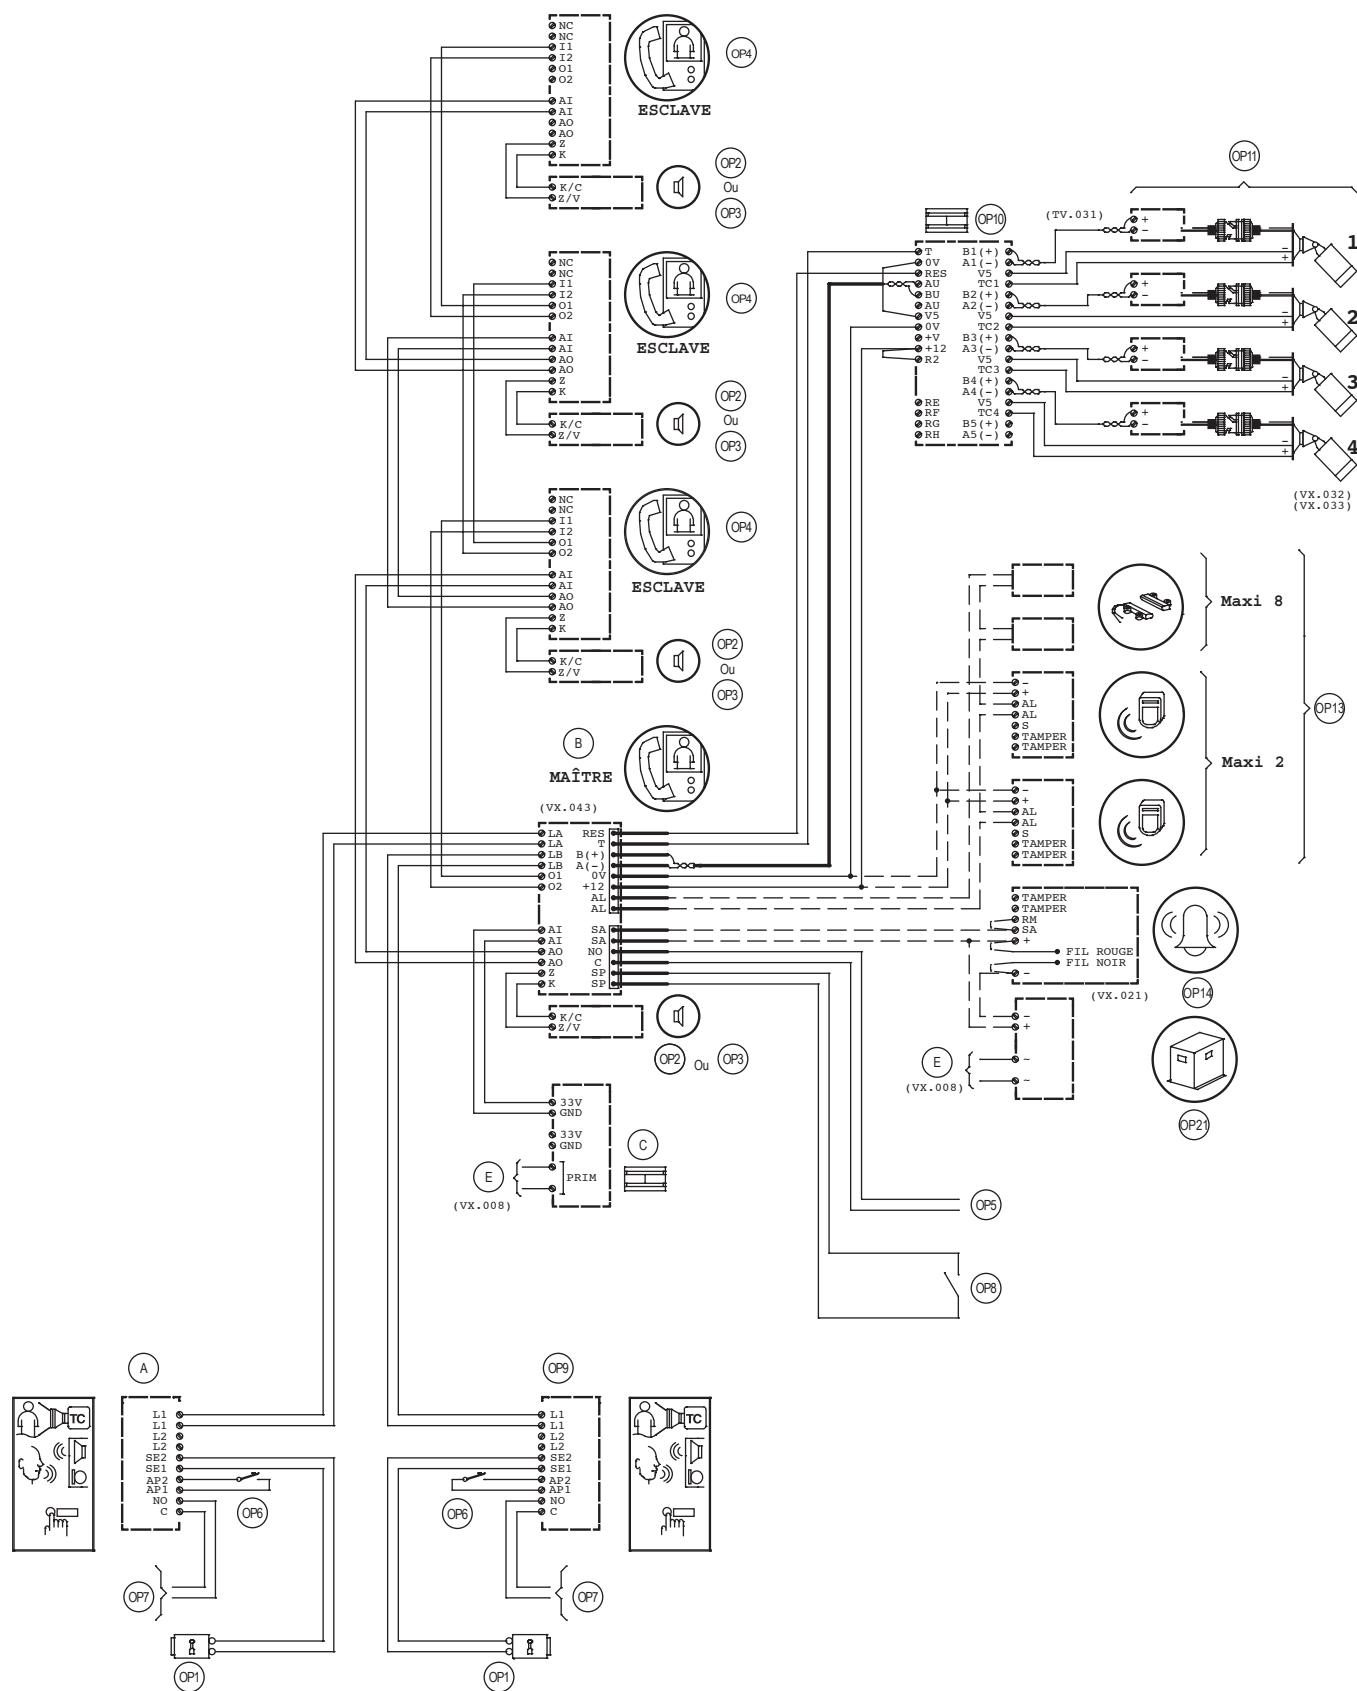 NC
NC
I1
I2
O1
O2
AI
AI
AO
AO
Z
K
K/C
Z/V
OP4
ESCLAVE
OP2
Ou
OP3
NC
NC
I1
I2
O1
O2
AI
AI
AO
AO
Z
K
K/C
Z/V
OP4
ESCLAVE
OP2
Ou
OP3
NC
NC
I1
I2
O1
O2
AI
AI
AO
AO
Z
K
K/C
Z/V
OP4
ESCLAVE
OP2
Ou
OP3
B
MAÎTRE
(VX.043)
LA RES
LA T
LB B(+)
LB A(-)
O1 0V
O2 +12
AL
AL
AI SA
AI SA
AO NO
AO C
Z SP
K SP
K/C
Z/V
OP2 Ou OP3
33V
GND
33V
GND
PRIM
C
E
(VX.008)
OP10
T B1(+)
0V A1(-)
RES V5
AU TC1
BU B2(+)
AU A2(-)
V5 V5
0V TC2
+V B3(+)
+12 A3(-)
R2 V5
TC3
B4(+)
A4(-)
RE V5
RF TC4
RG B5(+)
RH A5(-)
OP11
(TV.031)
+
-
-
+
1
+
-
-
+
2
+
-
-
+
3
+
-
-
+
4
(VX.032)
(VX.033)
Maxi 8
-
+
AL
AL
S
TAMPER
TAMPER
Maxi 2
OP13
-
+
AL
AL
S
TAMPER
TAMPER
TAMPER
TAMPER
RM
SA
+
FIL ROUGE
FIL NOIR
-
(VX.021)
OP14
-
+
~
~
E
(VX.008)
OP21
OP5
OP8
A
TC
L1
L1
L2
L2
SE2
SE1
AP2
AP1
NO
C
OP6
OP7
OP1
OP9
L1
L1
L2
L2
SE2
SE1
AP2
AP1
NO
C
OP6
OP7
OP1